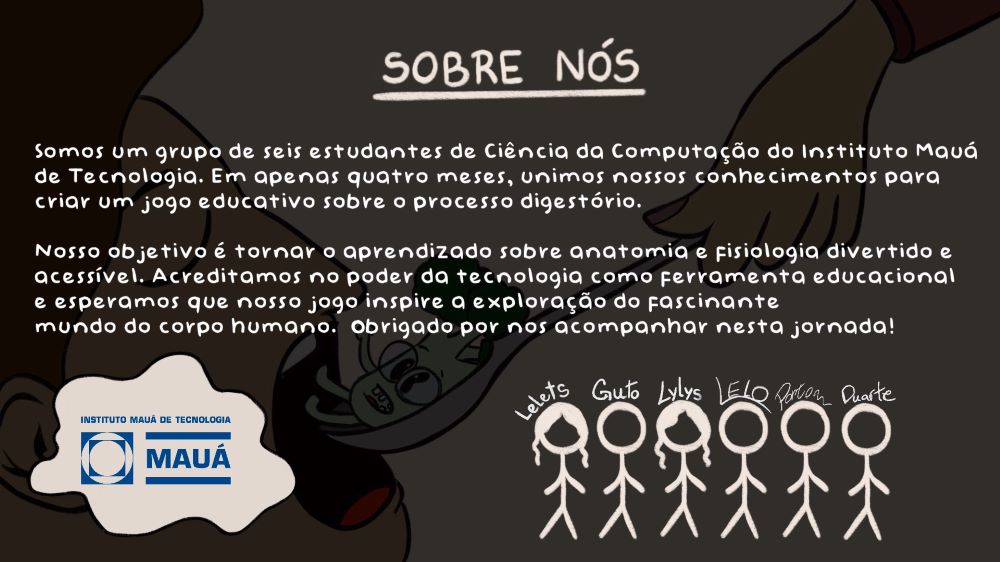 SOBRE NÓS
Somos um grupo de seis estudantes de Ciência da Computação do Instituto Mauá
de Tecnologia. Em apenas quatro meses, unimos nossos conhecimentos para
criar um jogo educativo sobre o processo digestório.
Nosso objetivo é tornar o aprendizado sobre anatomia e fisiologia divertido e
acessível. Acreditamos no poder da tecnologia como ferramenta educacional
e esperamos que nosso jogo inspire a exploração do fascinante
mundo do corpo humano. Obrigado por nos acompanhar nesta jornada!
Lelets Guto Lylys LELO Duarte
INSTITUTO MAUÁ DE TECNOLOGIA
MAUÁ